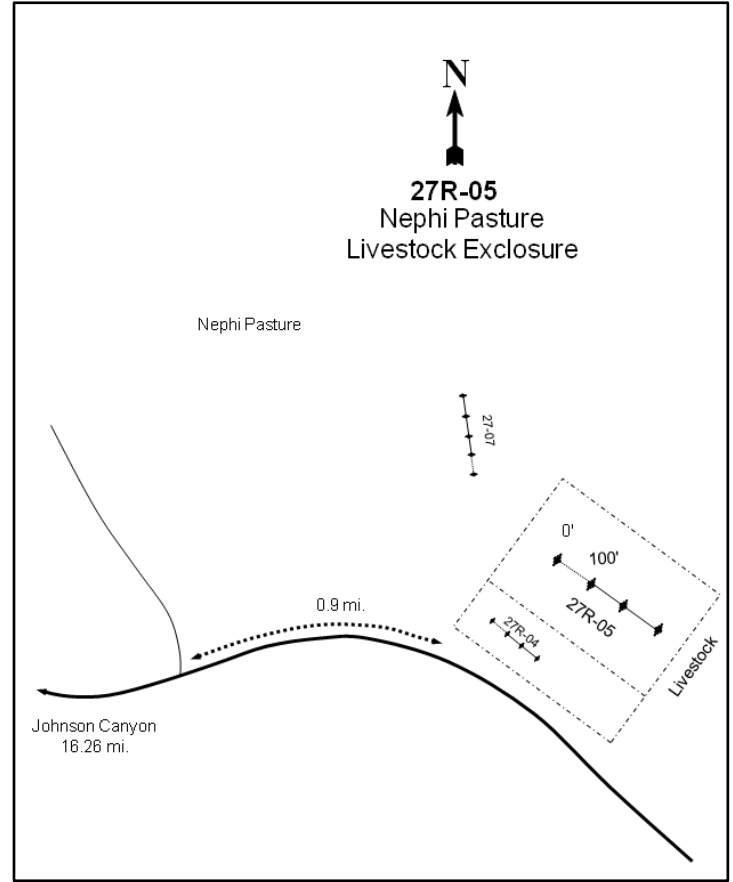 N
27R-05
Nephi Pasture
Livestock Exclosure
Nephi Pasture
27-07
0'
100'
27R-05
27R-04
Livestock
0.9 mi.
Johnson Canyon
16.26 mi.